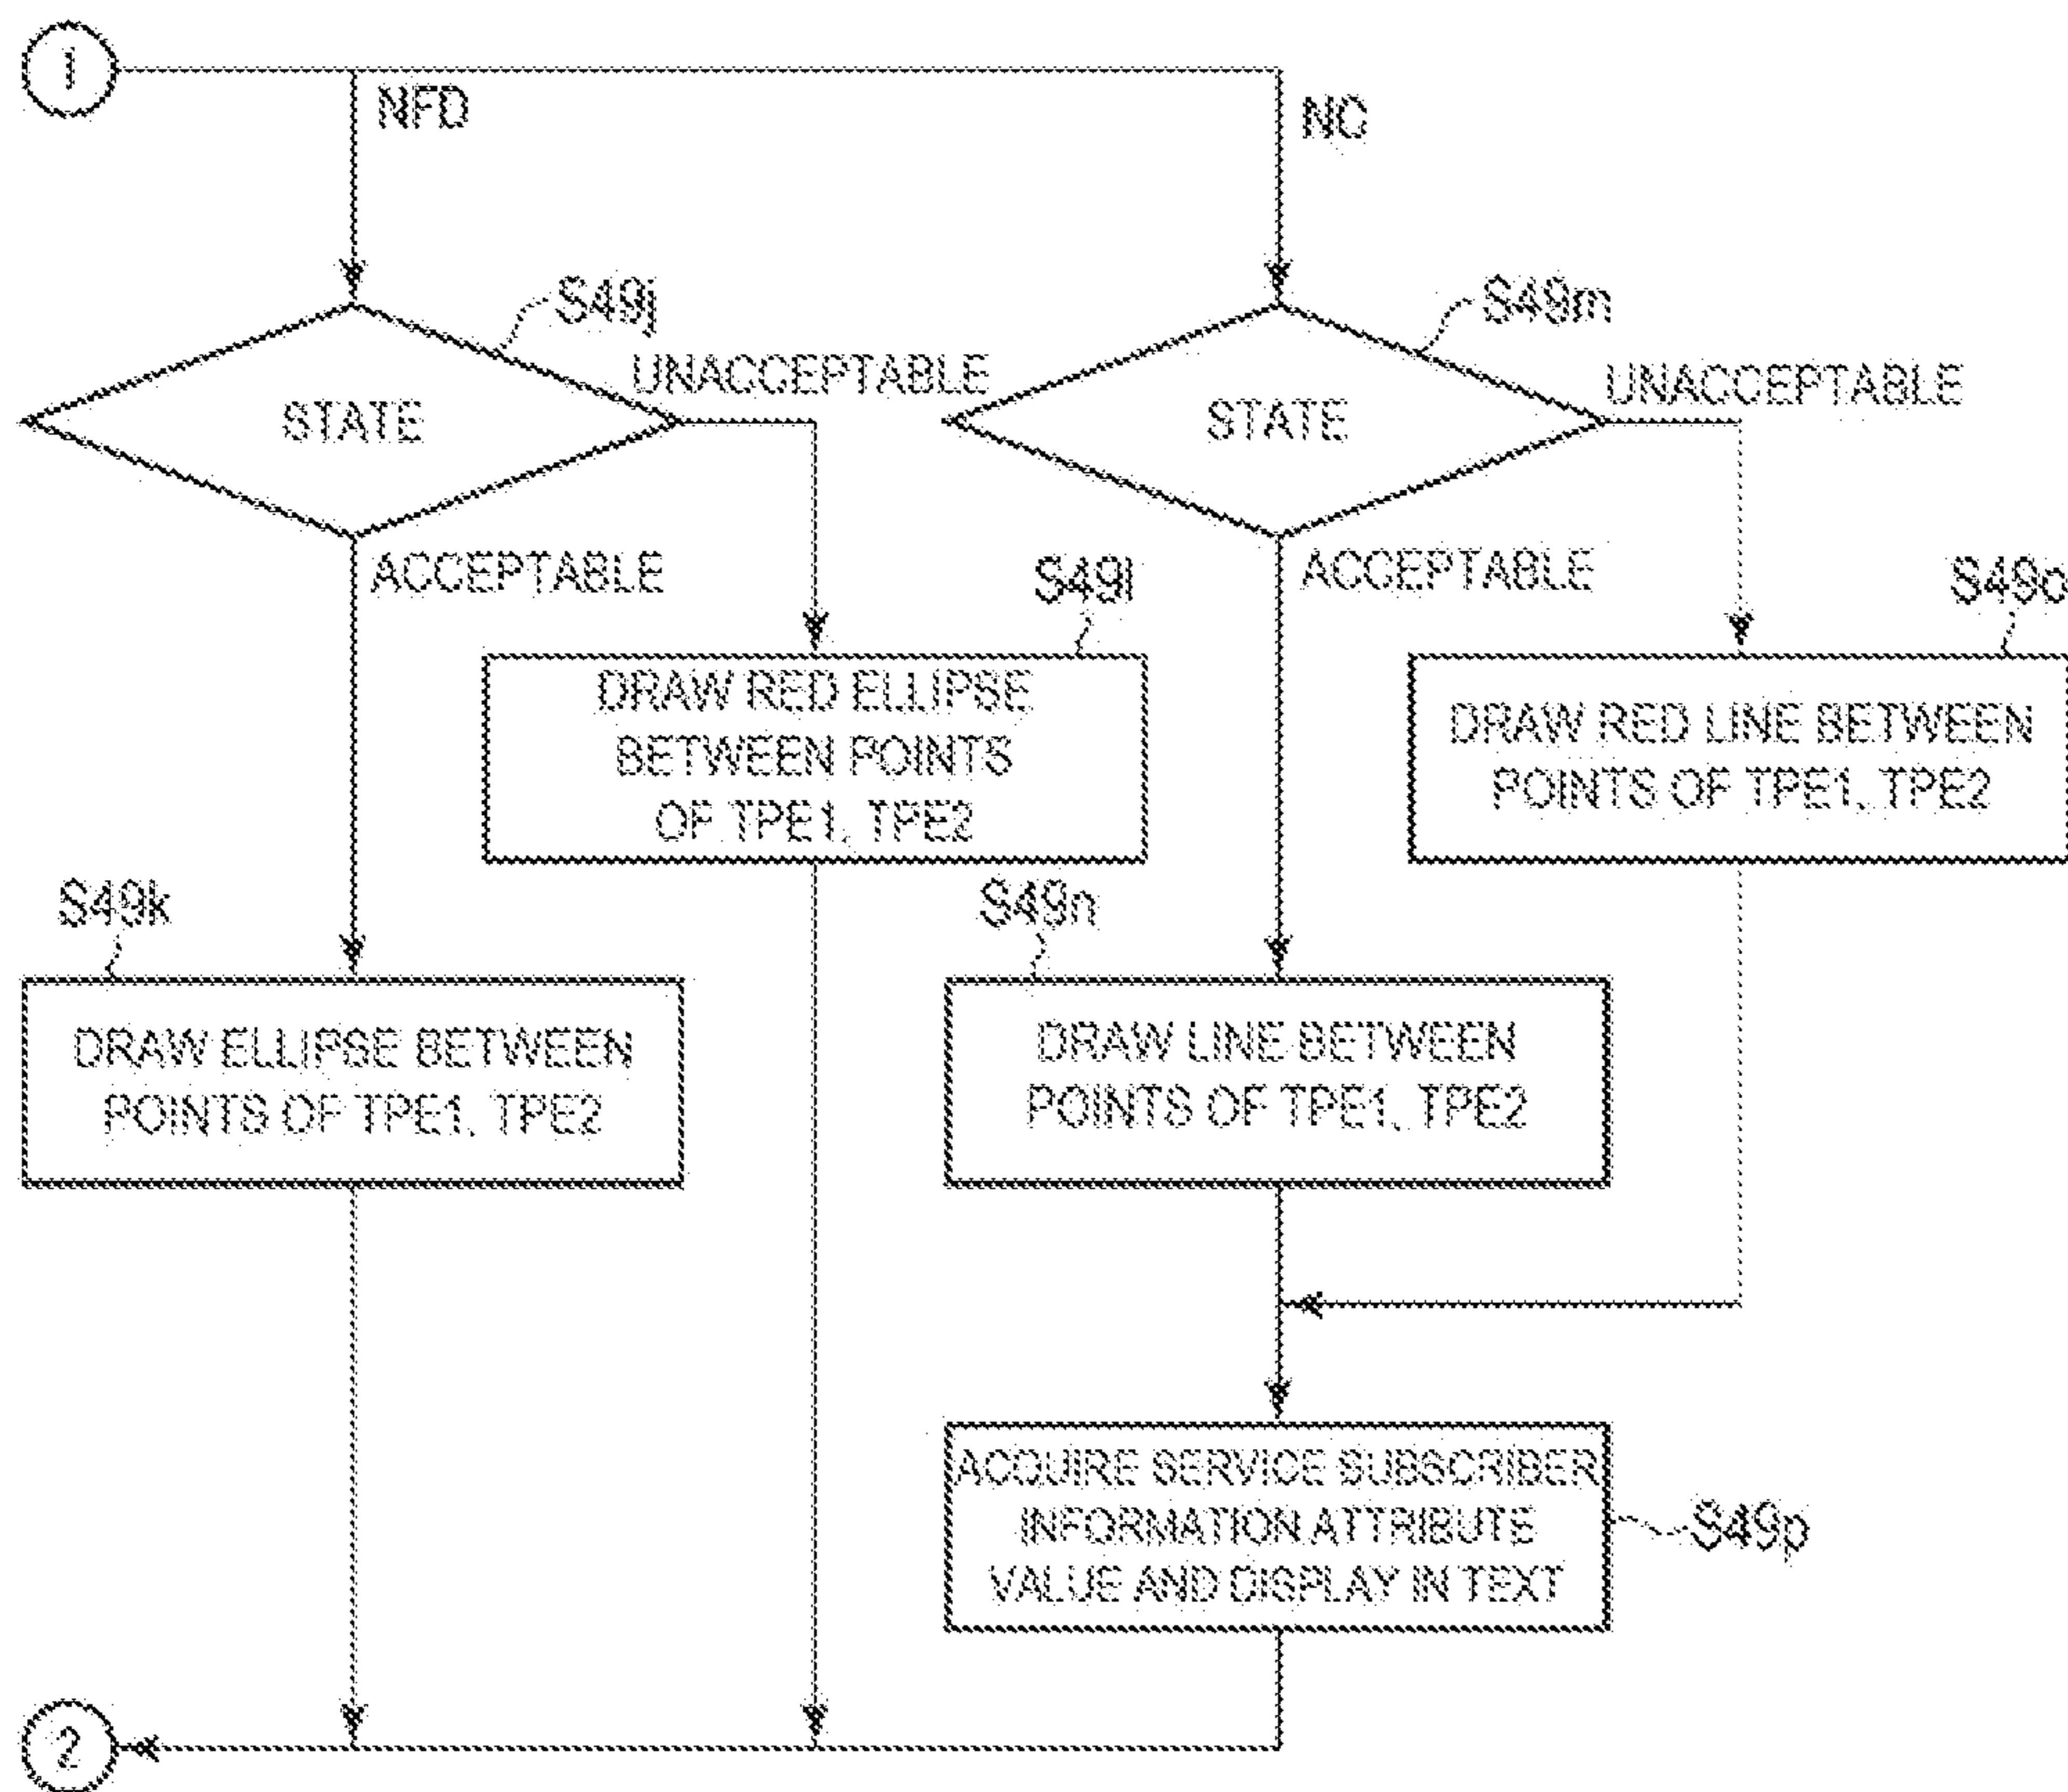 1
NFD
NC
S49j
S49m
UNACCEPTABLE
UNACCEPTABLE
STATE
STATE
ACCEPTABLE
ACCEPTABLE
S49l
S49o
DRAW RED ELLIPSE
BETWEEN POINTS
OF TPE1, TPE2
DRAW RED LINE BETWEEN
POINTS OF TPE1, TPE2
S49k
S49n
DRAW ELLIPSE BETWEEN
POINTS OF TPE1, TPE2
DRAW LINE BETWEEN
POINTS OF TPE1, TPE2
ACQUIRE SERVICE SUBSCRIBER
INFORMATION ATTRIBUTE
VALUE AND DISPLAY IN TEXT
S49p
2